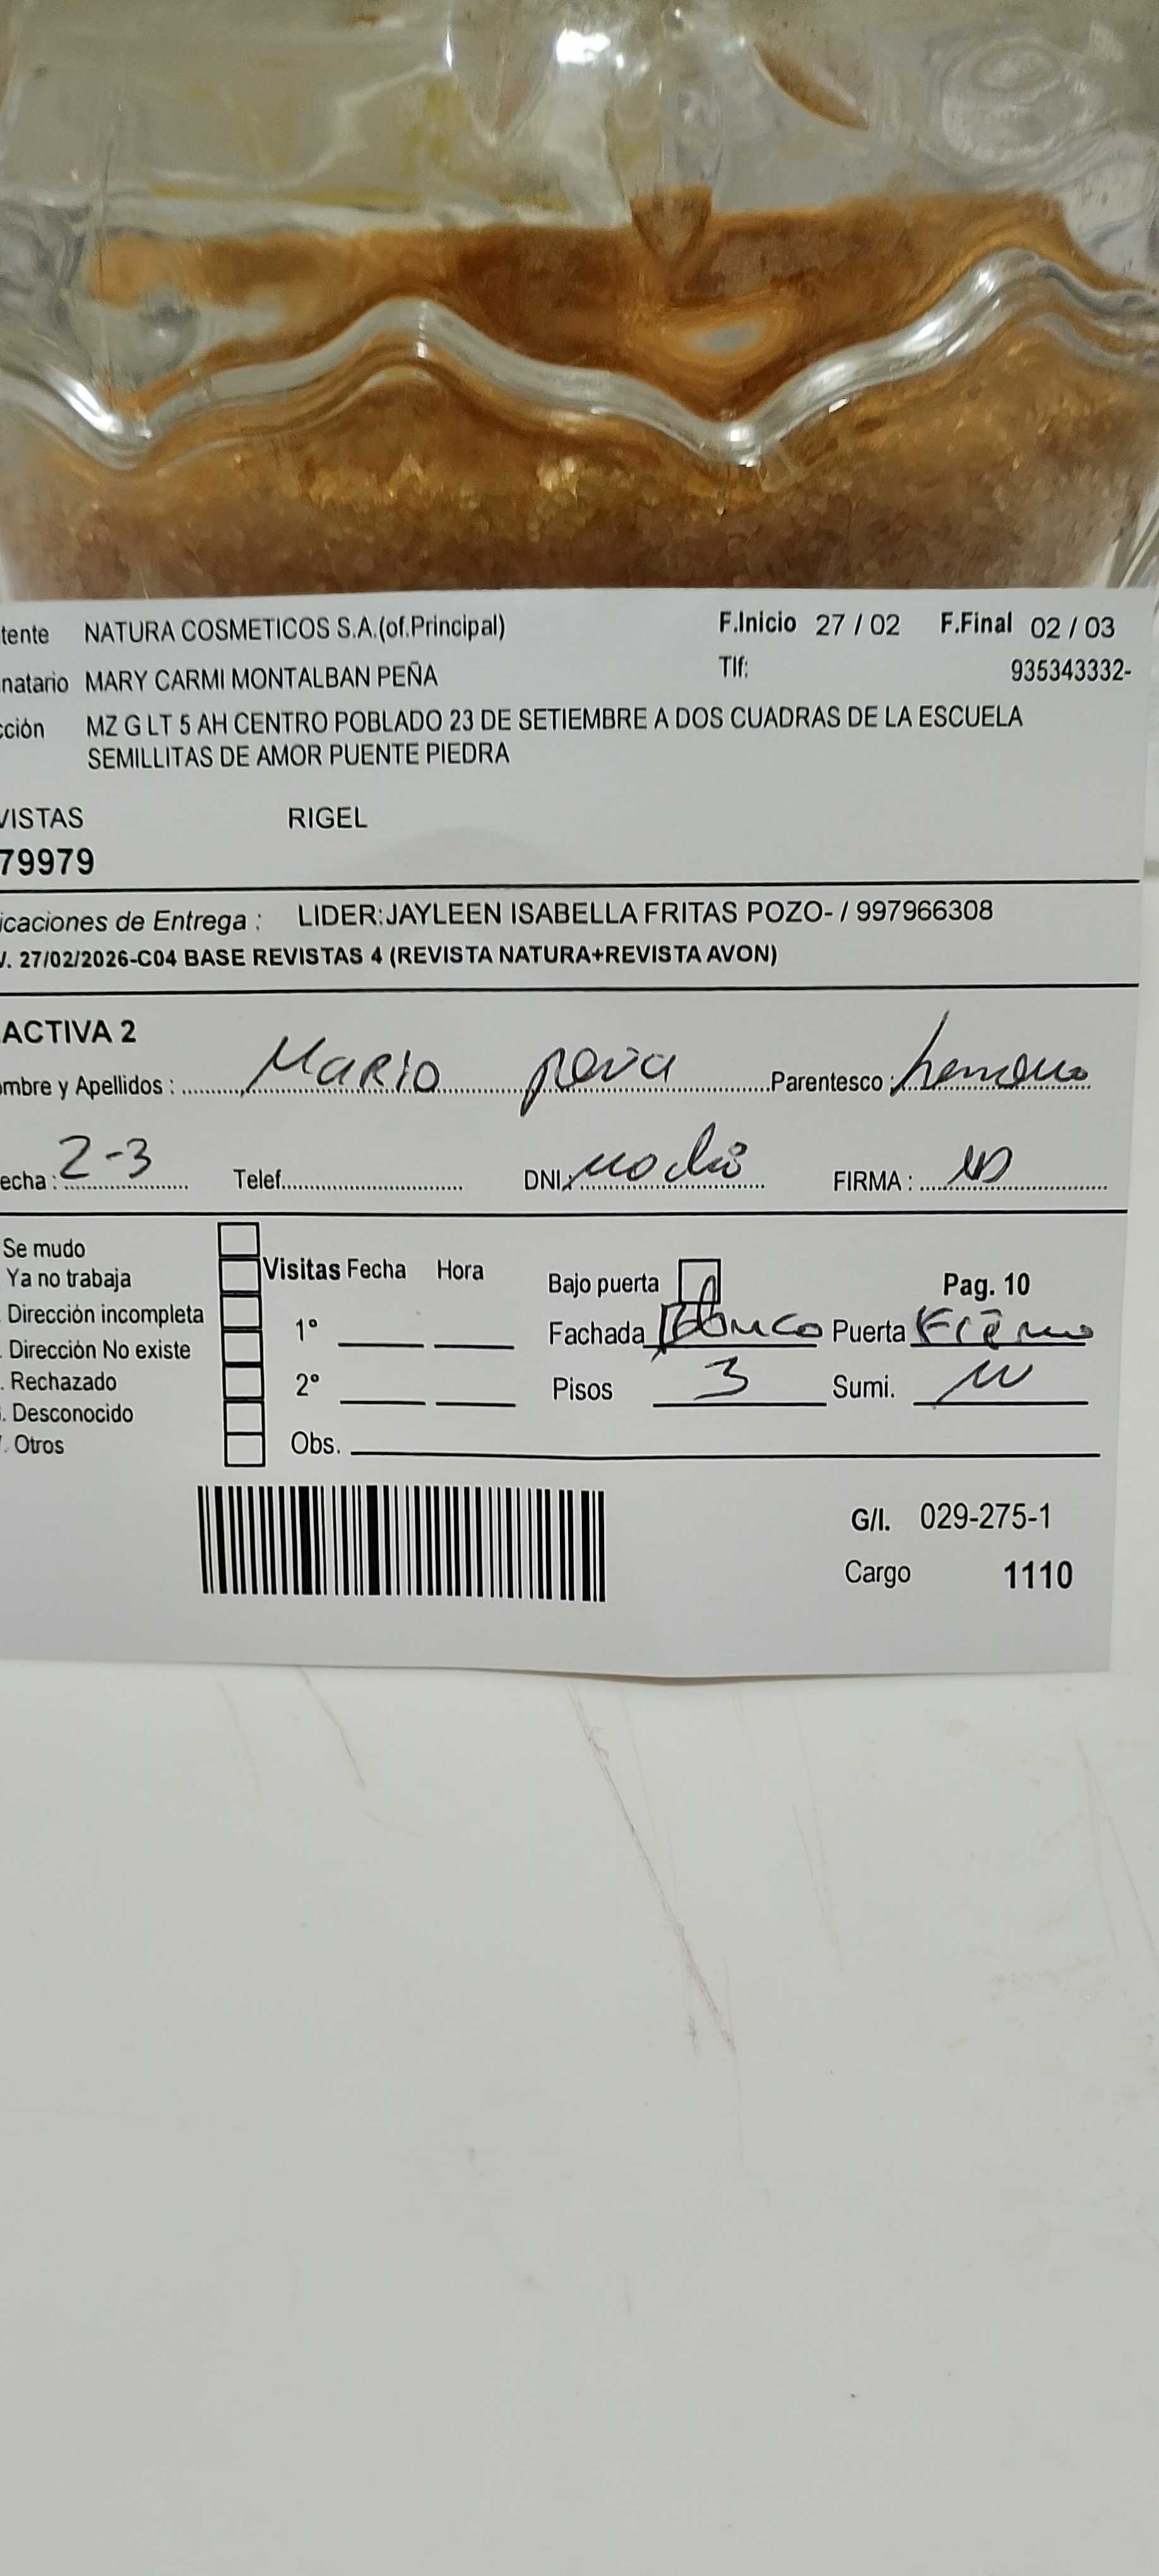 tente NATURA COSMETICOS S.A.(of.Principal) F.Inicio 27 / 02 F.Final 02 / 03
natario MARY CARMI MONTALBAN PEÑA Tlf: 935343332-
cción MZ G LT 5 AH CENTRO POBLADO 23 DE SETIEMBRE A DOS CUADRAS DE LA ESCUELA
SEMILLITAS DE AMOR PUENTE PIEDRA
VISTAS RIGEL
79979
icaciones de Entrega : LIDER:JAYLEEN ISABELLA FRITAS POZO- / 997966308
/. 27/02/2026-C04 BASE REVISTAS 4 (REVISTA NATURA+REVISTA AVON)
ACTIVA 2
ombre y Apellidos : Mario Parentesco :
echa : 2-3 Telef. DNI no dio FIRMA :
Se mudo
Ya no trabaja
Dirección incompleta
Dirección No existe
Rechazado
Desconocido
Otros
Visitas Fecha Hora
1°
2°
Obs.
Bajo puerta Pag. 10
Fachada Blanco Puerta
Pisos 3 Sumi.
G/I. 029-275-1
Cargo 1110